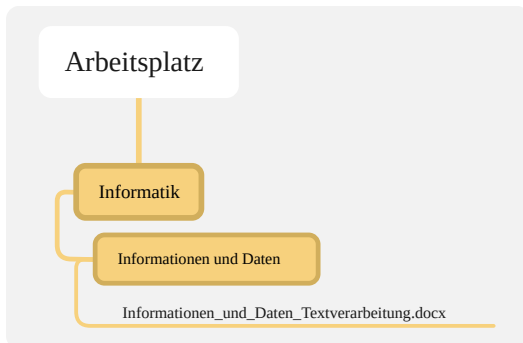 Arbeitsplatz
Informatik
Informationen und Daten
Informationen_und_Daten_Textverarbeitung.docx